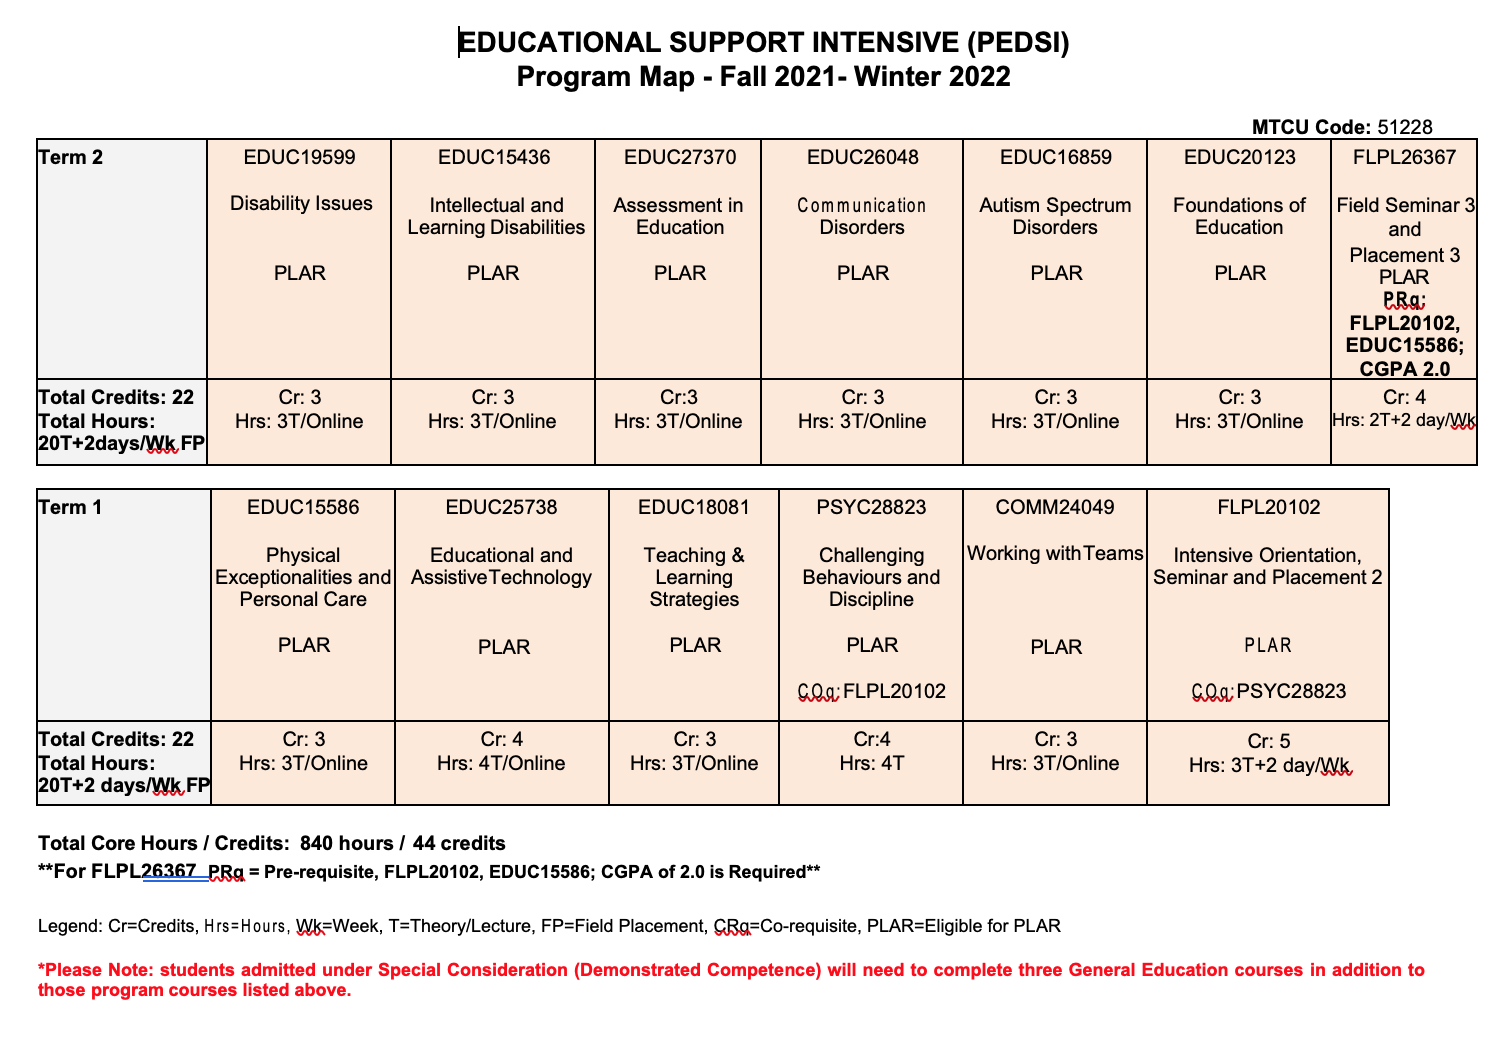 EDUCATIONAL SUPPORT INTENSIVE (PEDSI)
Program Map - Fall 2021- Winter 2022
MTCU Code: 51228
Term 2
EDUC19599
Disability Issues
PLAR
EDUC15436
Intellectual and
Learning Disabilities
PLAR
EDUC27370
Assessment in
Education
PLAR
EDUC26048
Communication
Disorders
PLAR
EDUC16859
Autism Spectrum
Disorders
PLAR
EDUC20123
Foundations of
Education
PLAR
FLPL26367
Field Seminar 3
and
Placement 3
PLAR
PRq:
FLPL20102,
EDUC15586;
CGPA 2.0
Total Credits: 22
Total Hours:
20T+2days/Wk FP
Cr: 3
Hrs: 3T/Online
Cr: 3
Hrs: 3T/Online
Cr:3
Hrs: 3T/Online
Cr: 3
Hrs: 3T/Online
Cr: 3
Hrs: 3T/Online
Cr: 3
Hrs: 3T/Online
Cr: 4
Hrs: 2T+2 day/Wk
Term 1
EDUC15586
Physical
Exceptionalities and
Personal Care
PLAR
EDUC25738
Educational and
Assistive Technology
PLAR
EDUC18081
Teaching &
Learning
Strategies
PLAR
PSYC28823
Challenging
Behaviours and
Discipline
PLAR
COq: FLPL20102
COMM24049
Working with Teams
PLAR
FLPL20102
Intensive Orientation,
Seminar and Placement 2
PLAR
COq: PSYC28823
Total Credits: 22
Total Hours:
20T+2 days/Wk FP
Cr: 3
Hrs: 3T/Online
Cr: 4
Hrs: 4T/Online
Cr: 3
Hrs: 3T/Online
Cr:4
Hrs: 4T
Cr: 3
Hrs: 3T/Online
Cr: 5
Hrs: 3T+2 day/Wk
Total Core Hours / Credits: 840 hours / 44 credits
**For FLPL26367 PRq = Pre-requisite, FLPL20102, EDUC15586; CGPA of 2.0 is Required**
Legend: Cr=Credits, Hrs=Hours, Wk=Week, T=Theory/Lecture, FP=Field Placement, CRq=Co-requisite, PLAR=Eligible for PLAR
*Please Note: students admitted under Special Consideration (Demonstrated Competence) will need to complete three General Education courses in addition to
those program courses listed above.